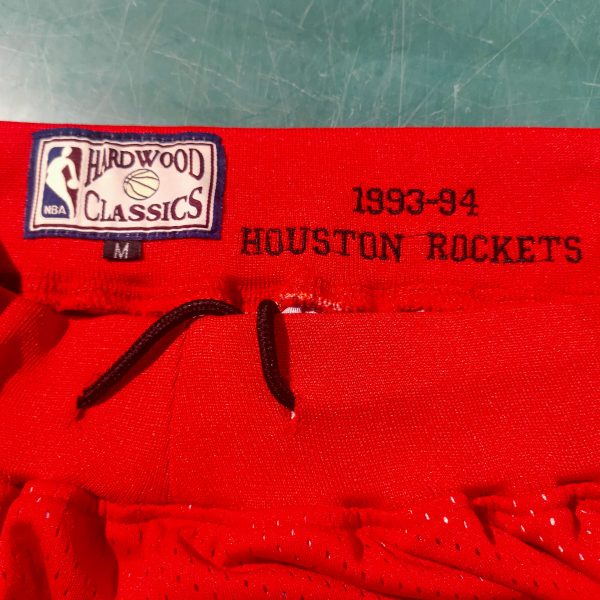 HARDWOOD
CLASSICS
NBA
M
1993-94
HOUSTON ROCKETS